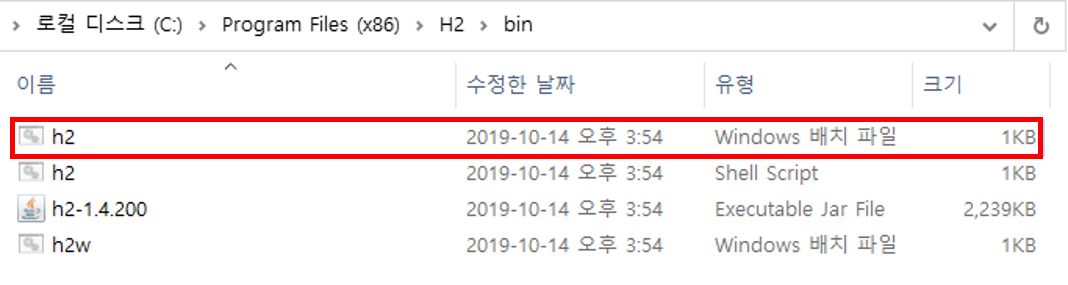 로컬 디스크 (C:) > Program Files (x86) > H2 > bin
이름 수정한 날짜 유형 크기
h2 2019-10-14 오후 3:54 Windows 배치 파일 1KB
h2 2019-10-14 오후 3:54 Shell Script 1KB
h2-1.4.200 2019-10-14 오후 3:54 Executable Jar File 2,239KB
h2w 2019-10-14 오후 3:54 Windows 배치 파일 1KB